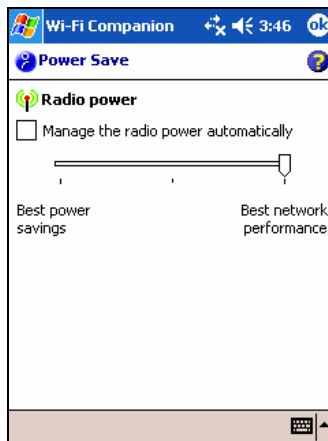 Wi-Fi Companion 3:46 ok
Power Save ?
Radio power
Manage the radio power automatically
Best power savings
Best network performance